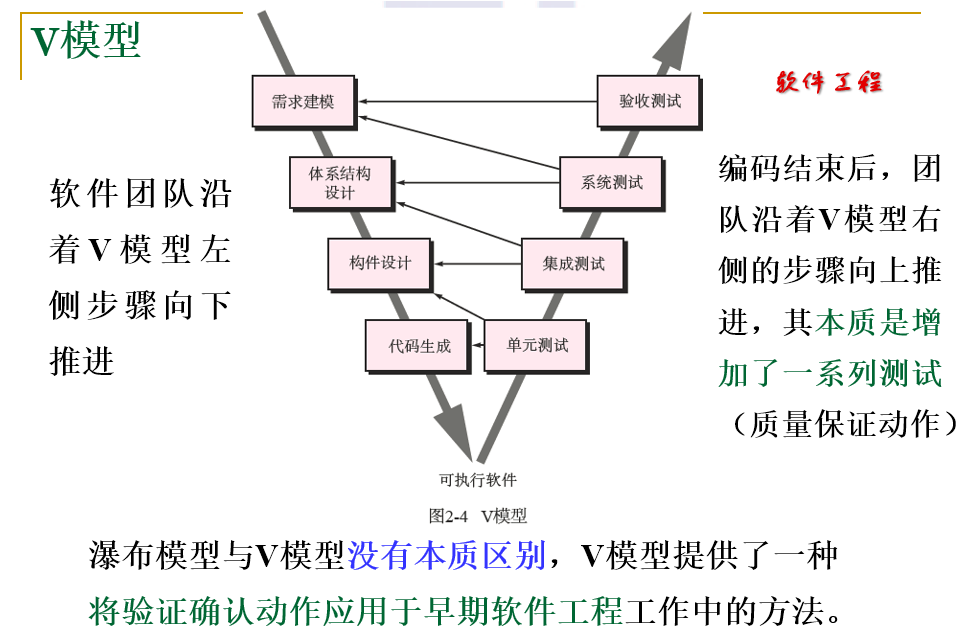 V模型
软件工程
需求建模
验收测试
体系结构
设计
系统测试
构件设计
集成测试
代码生成
单元测试
可执行软件
图2-4 V模型
软件团队沿
着V模型左
侧步骤向下
推进
编码结束后，团
队沿着V模型右
侧的步骤向上推
进，其本质是增
加了一系列测试
（质量保证动作）
瀑布模型与V模型没有本质区别，V模型提供了一种
将验证确认动作应用于早期软件工程工作中的方法。